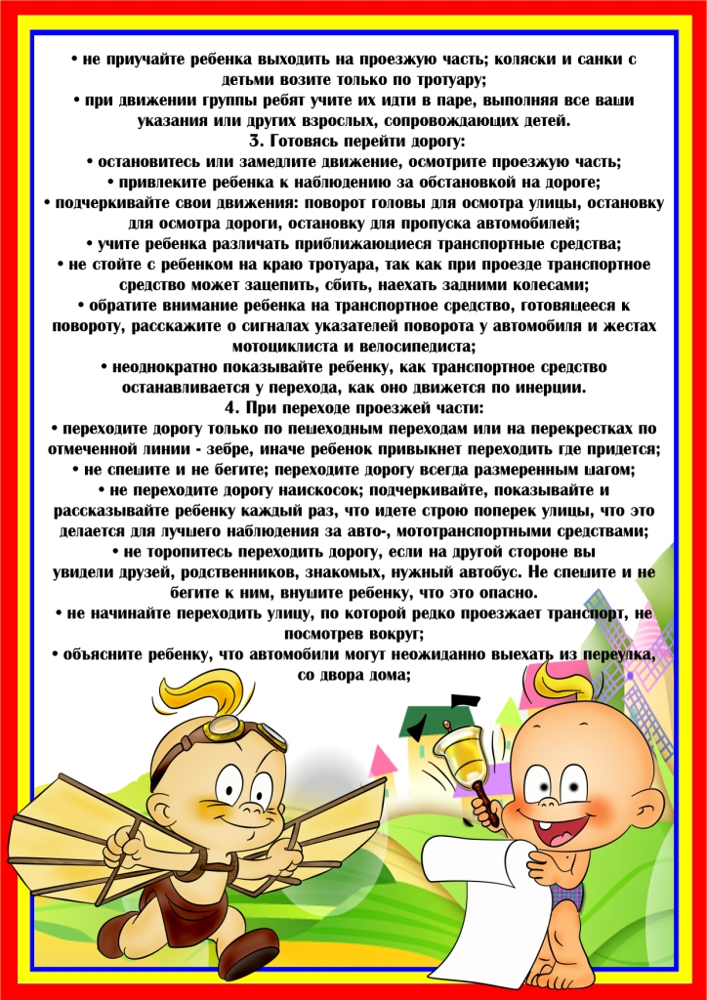 • не приучайте ребенка выходить на проезжую часть; коляски и санки с
детьми возите только по тротуару;
• при движении группы ребят учите их идти в паре, выполняя все ваши
указания или других взрослых, сопровождающих детей.
3. Готовясь перейти дорогу:
• остановитесь или замедлите движение, осмотрите проезжую часть;
• привлеките ребенка к наблюдению за обстановкой на дороге;
• подчеркивайте свои движения: поворот головы для осмотра улицы, остановку
для осмотра дороги, остановку для пропуска автомобилей;
• учите ребенка различать приближающиеся транспортные средства;
• не стойте с ребенком на краю тротуара, так как при проезде транспортное
средство может зацепить, сбить, наехать задними колесами;
• обратите внимание ребенка на транспортное средство, готовящееся к
повороту, расскажите о сигналах указателей поворота у автомобиля и жестах
мотоциклиста и велосипедиста;
• неоднократно показывайте ребенку, как транспортное средство
останавливается у перехода, как оно движется по инерции.
4. При переходе проезжей части:
• переходите дорогу только по пешеходным переходам или на перекрестках по
отмеченной линии - зебре, иначе ребенок привыкнет переходить где придется;
• не спешите и не бегите; переходите дорогу всегда размеренным шагом;
• не переходите дорогу наискосок; подчеркивайте, показывайте и
рассказывайте ребенку каждый раз, что идете строю поперек улицы, что это
делается для лучшего наблюдения за авто-, мототранспортными средствами;
• не торопитесь переходить дорогу, если на другой стороне вы
увидели друзей, родственников, знакомых, нужный автобус. Не спешите и не
бегите к ним, внушите ребенку, что это опасно.
• не начинайте переходить улицу, по которой редко проезжает транспорт, не
посмотрев вокруг;
• объясните ребенку, что автомобили могут неожиданно выехать из переулка,
со двора дома;